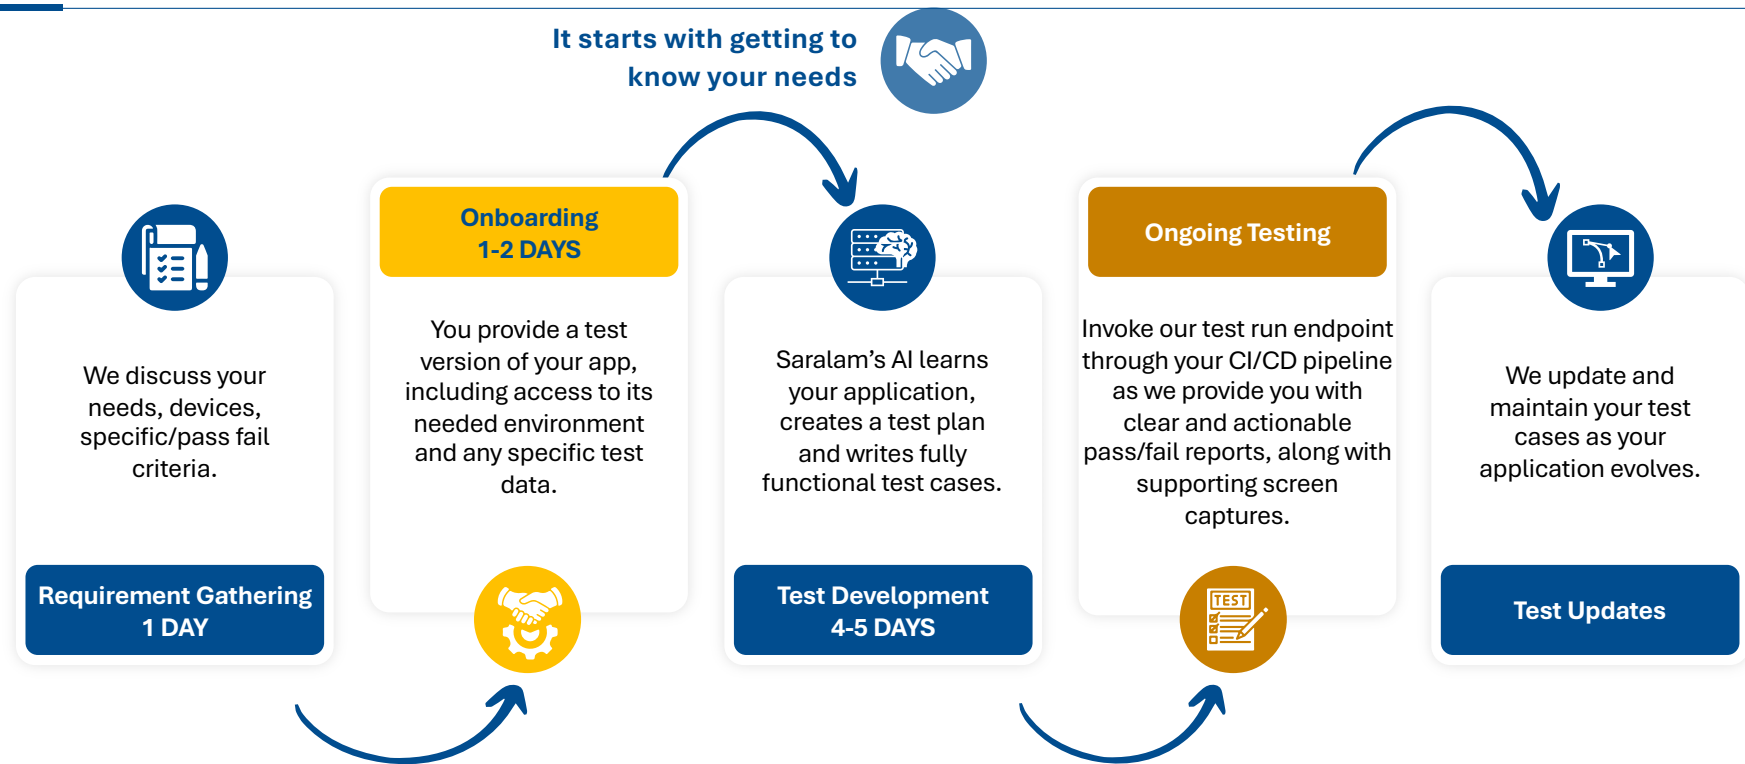 It starts with getting to
know your needs
We discuss your
needs, devices,
specific/pass fail
criteria.
Requirement Gathering
1 DAY
Onboarding
1-2 DAYS
You provide a test
version of your app,
including access to its
needed environment
and any specific test
data.
Saralam’s AI learns
your application,
creates a test plan
and writes fully
functional test cases.
Test Development
4-5 DAYS
Ongoing Testing
Invoke our test run endpoint
through your CI/CD pipeline
as we provide you with
clear and actionable
pass/fail reports, along with
supporting screen
captures.
TEST
We update and
maintain your test
cases as your
application evolves.
Test Updates